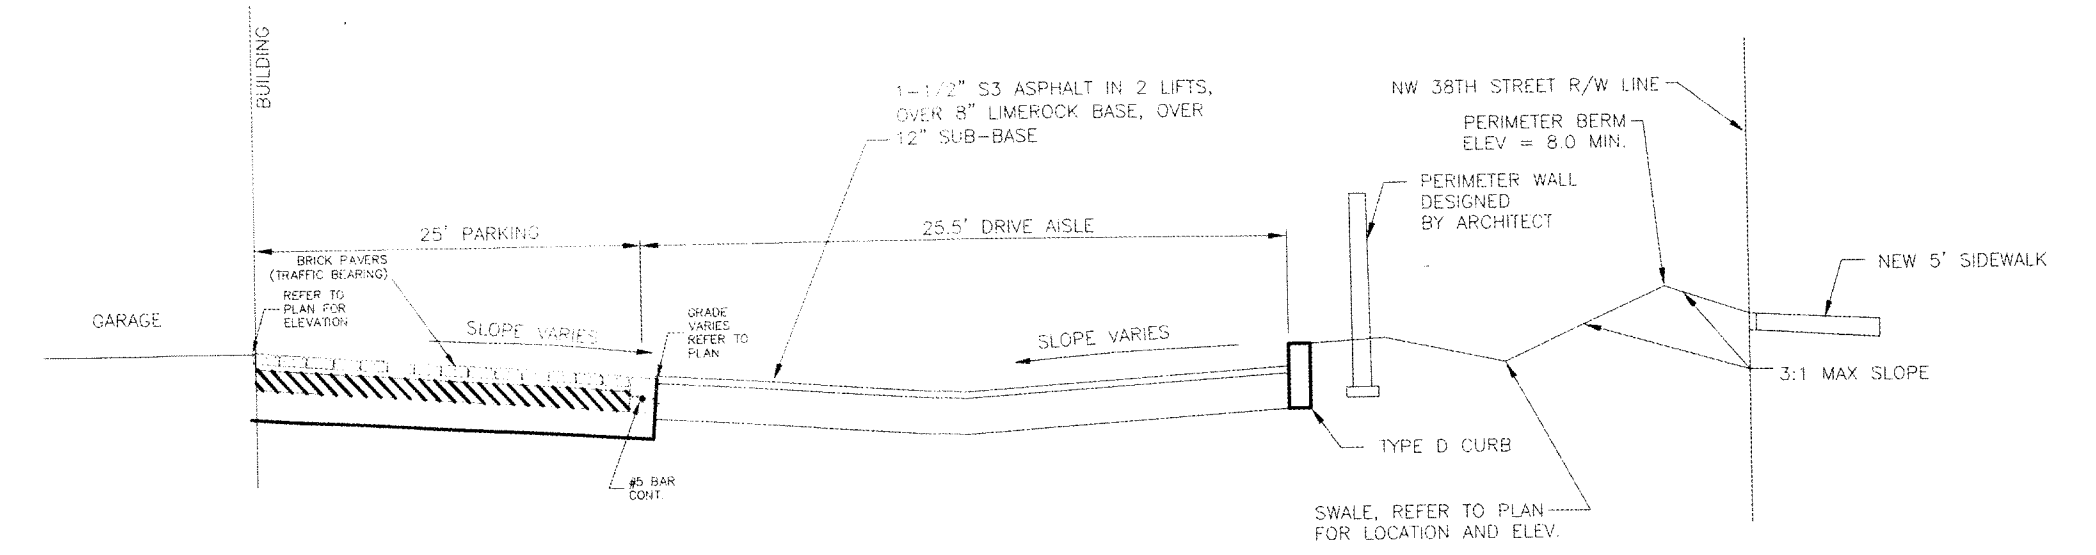 BUILDING
1-1/2" S3 ASPHALT IN 2 LIFTS,
OVER 8" LIMEROCK BASE, OVER
12" SUB-BASE
NW 38TH STREET R/W LINE
PERIMETER BERM
ELEV = 8.0 MIN.
PERIMETER WALL
DESIGNED
BY ARCHITECT
25' PARKING
25.5' DRIVE AISLE
BRICK PAVERS
(TRAFFIC BEARING)
REFER TO
PLAN FOR
ELEVATION
GARAGE
SLOPE VARIES
GRADE
VARIES
REFER TO
PLAN
SLOPE VARIES
NEW 5' SIDEWALK
3:1 MAX SLOPE
TYPE D CURB
#5 BAR
CONT.
SWALE, REFER TO PLAN
FOR LOCATION AND ELEV.